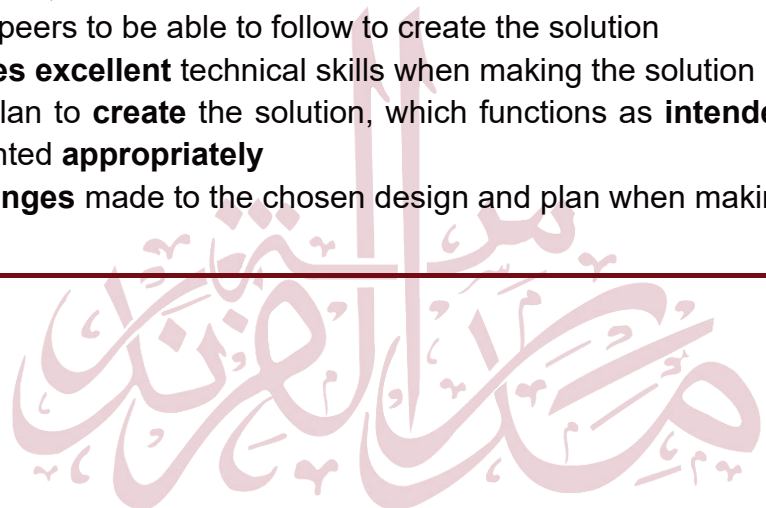 peers to be able to follow to create the solution
es excellent technical skills when making the solution
lan to create the solution, which functions as intende
nted appropriately
nges made to the chosen design and plan when makin